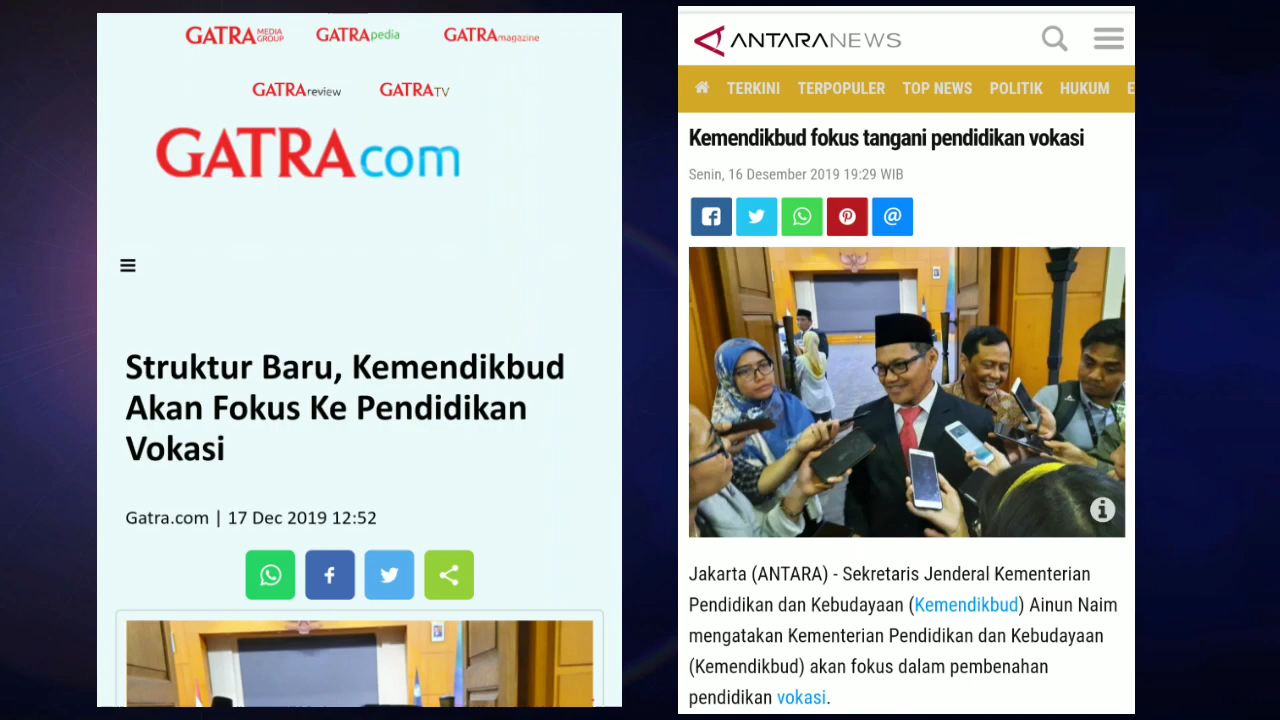 GATRA MEDIA GROUP
GATRApedia
GATRAmagazine
GATRAreview
GATRATV
GATRAcom
Struktur Baru, Kemendikbud
Akan Fokus Ke Pendidikan
Vokasi
Gatra.com | 17 Dec 2019 12:52
ANTARANEWS
TERKINI TERPOPULER TOP NEWS POLITIK HUKUM E
Kemendikbud fokus tangani pendidikan vokasi
Senin, 16 Desember 2019 19:29 WIB
Jakarta (ANTARA) - Sekretaris Jenderal Kementerian
Pendidikan dan Kebudayaan (Kemendikbud) Ainun Naim
mengatakan Kementerian Pendidikan dan Kebudayaan
(Kemendikbud) akan fokus dalam pembenahan
pendidikan vokasi.